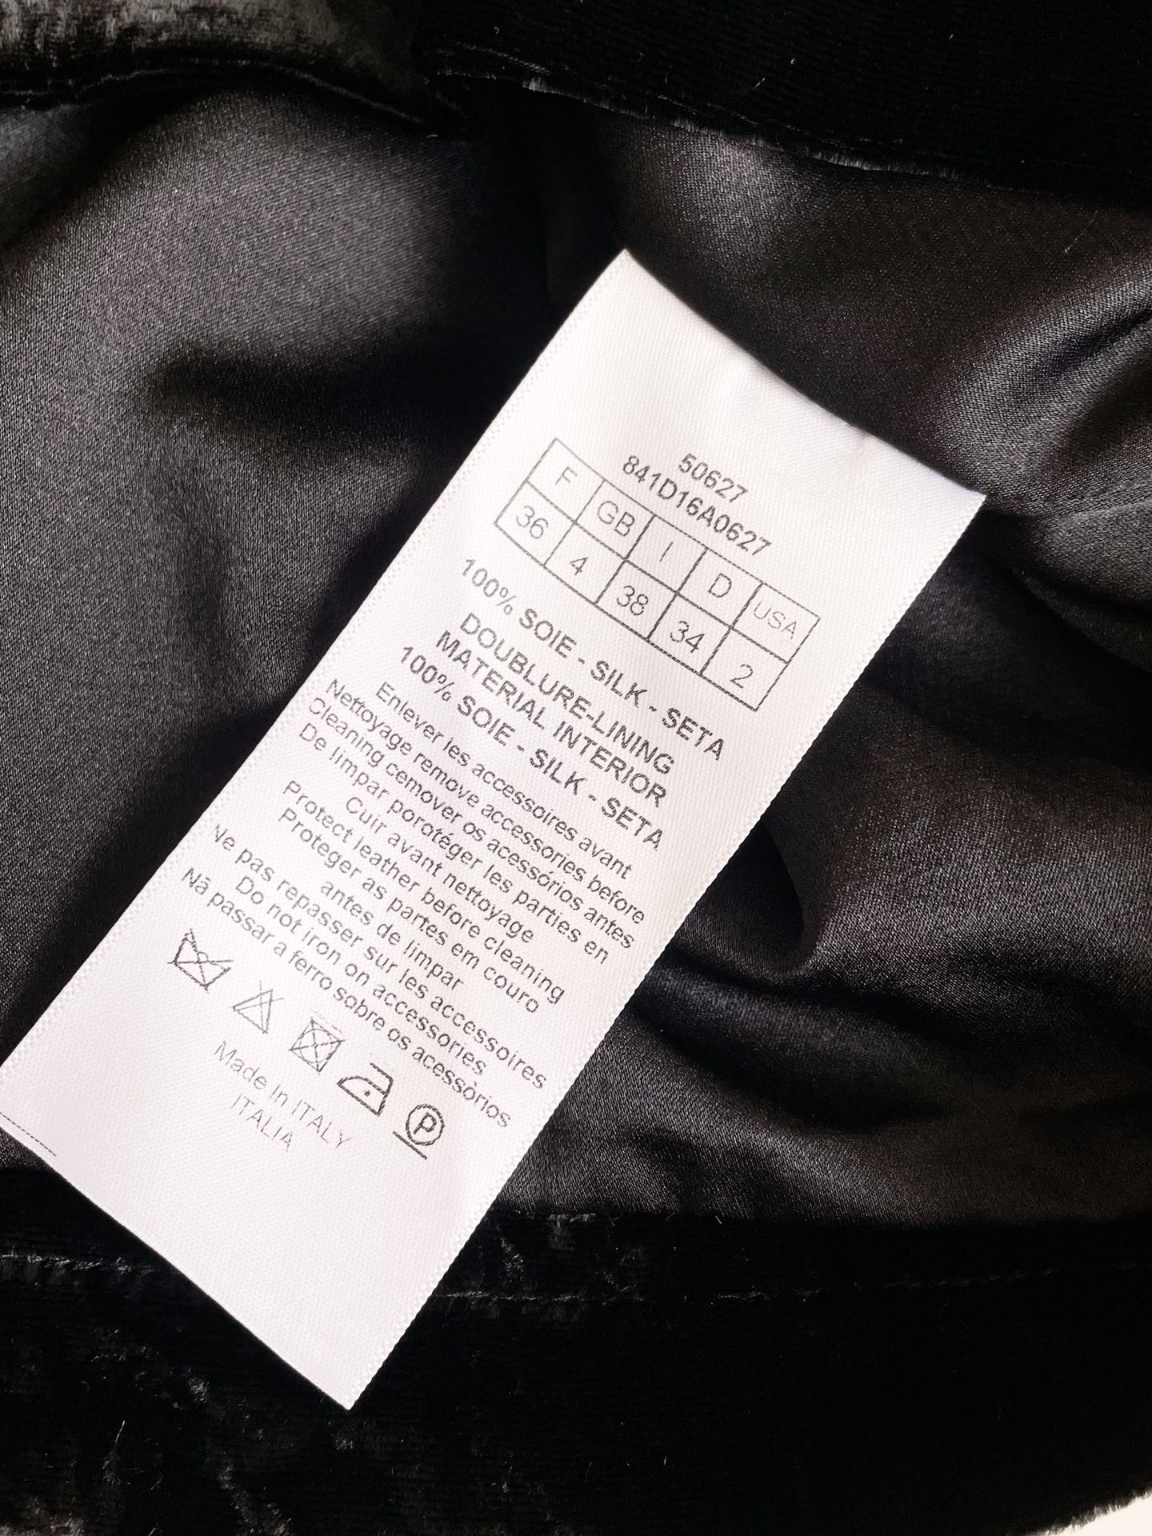 50627
841D16A0627
F GB I D USA
36 4 38 34 2
100% SOIE - SILK - SETA
DOUBLURE-LINING
MATERIAL INTERIOR
100% SOIE - SILK - SETA
Enlever les accessoires avant
Nettoyage remove accessories before
Cleaning cemover os acessórios antes
De limpar porotéger les parties en
Cuir avant nettoyage
Protect leather before cleaning
Proteger as partes em couro
antes de limpar
Ne pas repasser sur les accessoires
Do not iron on accessories
Nã passar a ferro sobre os acessòrios
P
Made In ITALY
ITALIA